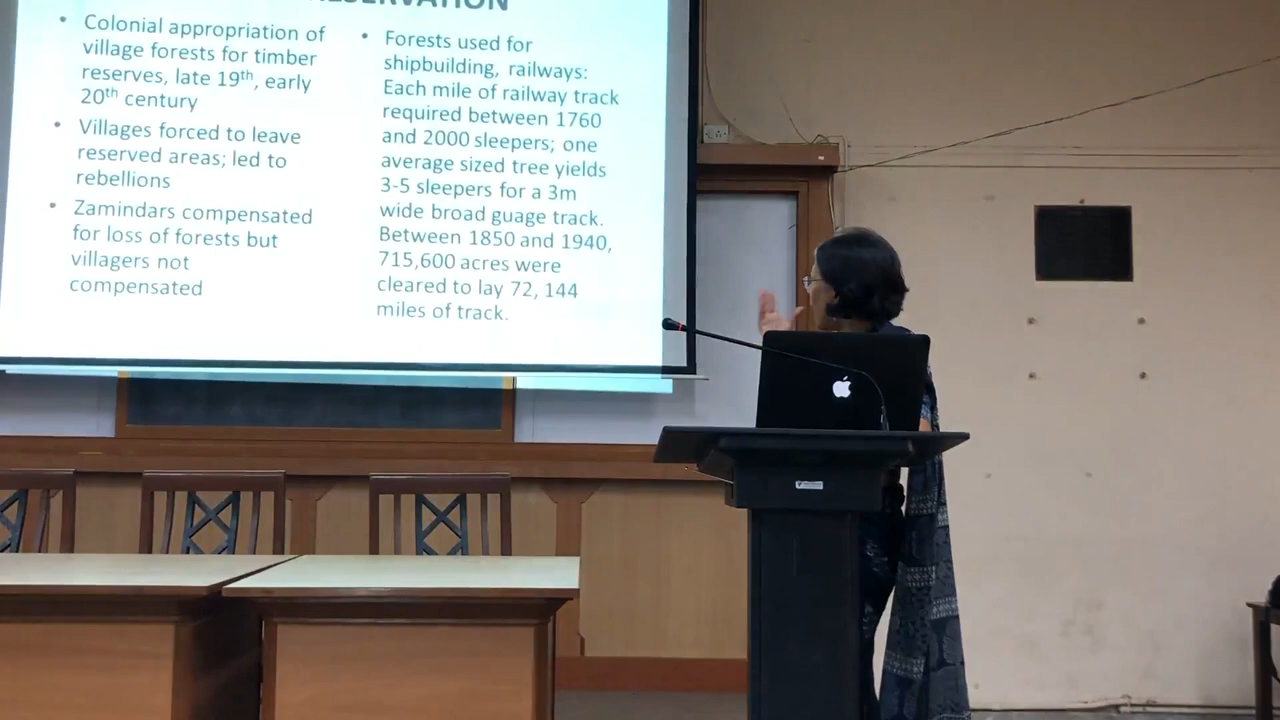 • Colonial appropriation of
village forests for timber
reserves, late 19th, early
20th century
• Villages forced to leave
reserved areas; led to
rebellions
• Zamindars compensated
for loss of forests but
villagers not
compensated
• Forests used for
shipbuilding, railways:
Each mile of railway track
required between 1760
and 2000 sleepers; one
average sized tree yields
3-5 sleepers for a 3m
wide broad guage track.
Between 1850 and 1940,
715,600 acres were
cleared to lay 72, 144
miles of track.